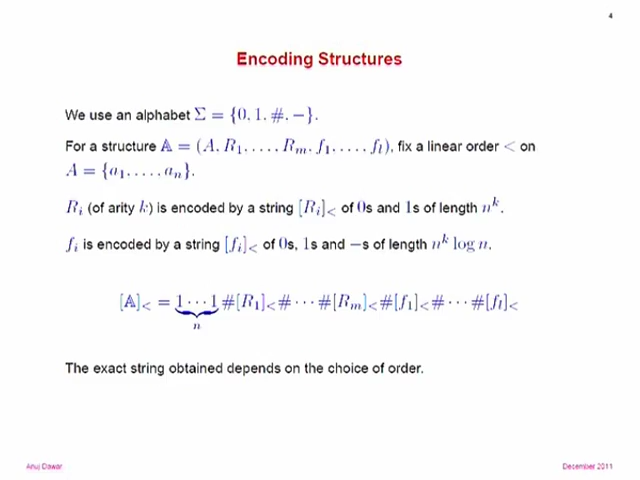 4
Encoding Structures
We use an alphabet Σ = {0, 1, #, −}.
For a structure 𝔸 = (A, R₁, . . . , Rₘ, f₁, . . . , fₗ), fix a linear order < on
A = {a₁, . . . , aₙ}.
Rᵢ (of arity k) is encoded by a string [Rᵢ]< of 0s and 1s of length nᵏ.
fᵢ is encoded by a string [fᵢ]< of 0s, 1s and −s of length nᵏ log n.
[𝔸]< = 1 · · · 1 #[R₁]<# · · · #[Rₘ]<#[f₁]<# · · · #[fₗ]<
n
The exact string obtained depends on the choice of order.
Anuj Dawar December 2011